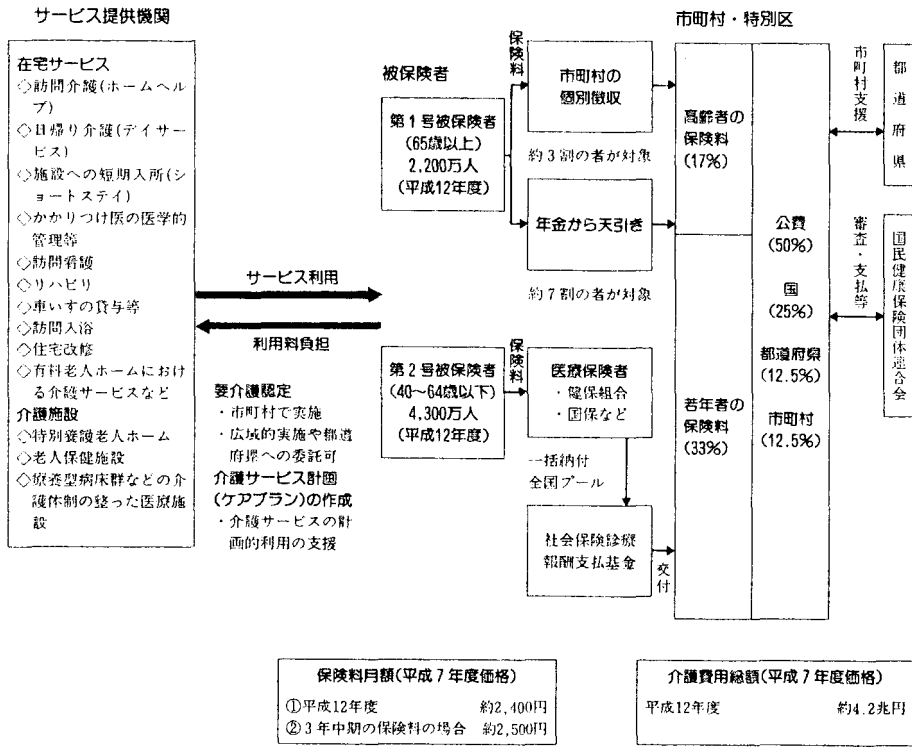 サービス提供機関
在宅サービス
◇訪問介護(ホームヘル
プ)
◇日帰り介護(デイサー
ビス)
◇施設への短期入所(シ
ョートステイ)
◇かかりつけ医の医学的
管理等
◇訪問看護
◇リハビリ
◇車いすの貸与等
◇訪問入浴
◇住宅改修
◇有料老人ホームにおけ
る介護サービスなど
介護施設
◇特別養護老人ホーム
◇老人保健施設
◇療養型病床群などの介
護体制の整った医療施
設
サービス利用
利用料負担
要介護認定
・市町村で実施
・広域的実施や都道
府県への委託可
介護サービス計画
(ケアプラン)の作成
・介護サービスの計
画的利用の支援
被保険者
第1号被保険者
(65歳以上)
2,200万人
(平成12年度)
第2号被保険者
(40〜64歳以下)
4,300万人
(平成12年度)
保険料
市町村の
個別徴収
約3割の者が対象
年金から天引き
約7割の者が対象
保険料
医療保険者
・健保組合
・国保など
一括納付
全国プール
社会保険診療
報酬支払基金
交付
市町村・特別区
高齢者の
保険料
(17%)
若年者の
保険料
(33%)
公費
(50%)
国
(25%)
都道府県
(12.5%)
市町村
(12.5%)
市町村支援
都道府県
審査・支払等
国民健康保険団体連合会
保険料月額(平成7年度価格)
①平成12年度 約2,400円
②3年中期の保険料の場合 約2,500円
介護費用総額(平成7年度価格)
平成12年度 約4.2兆円